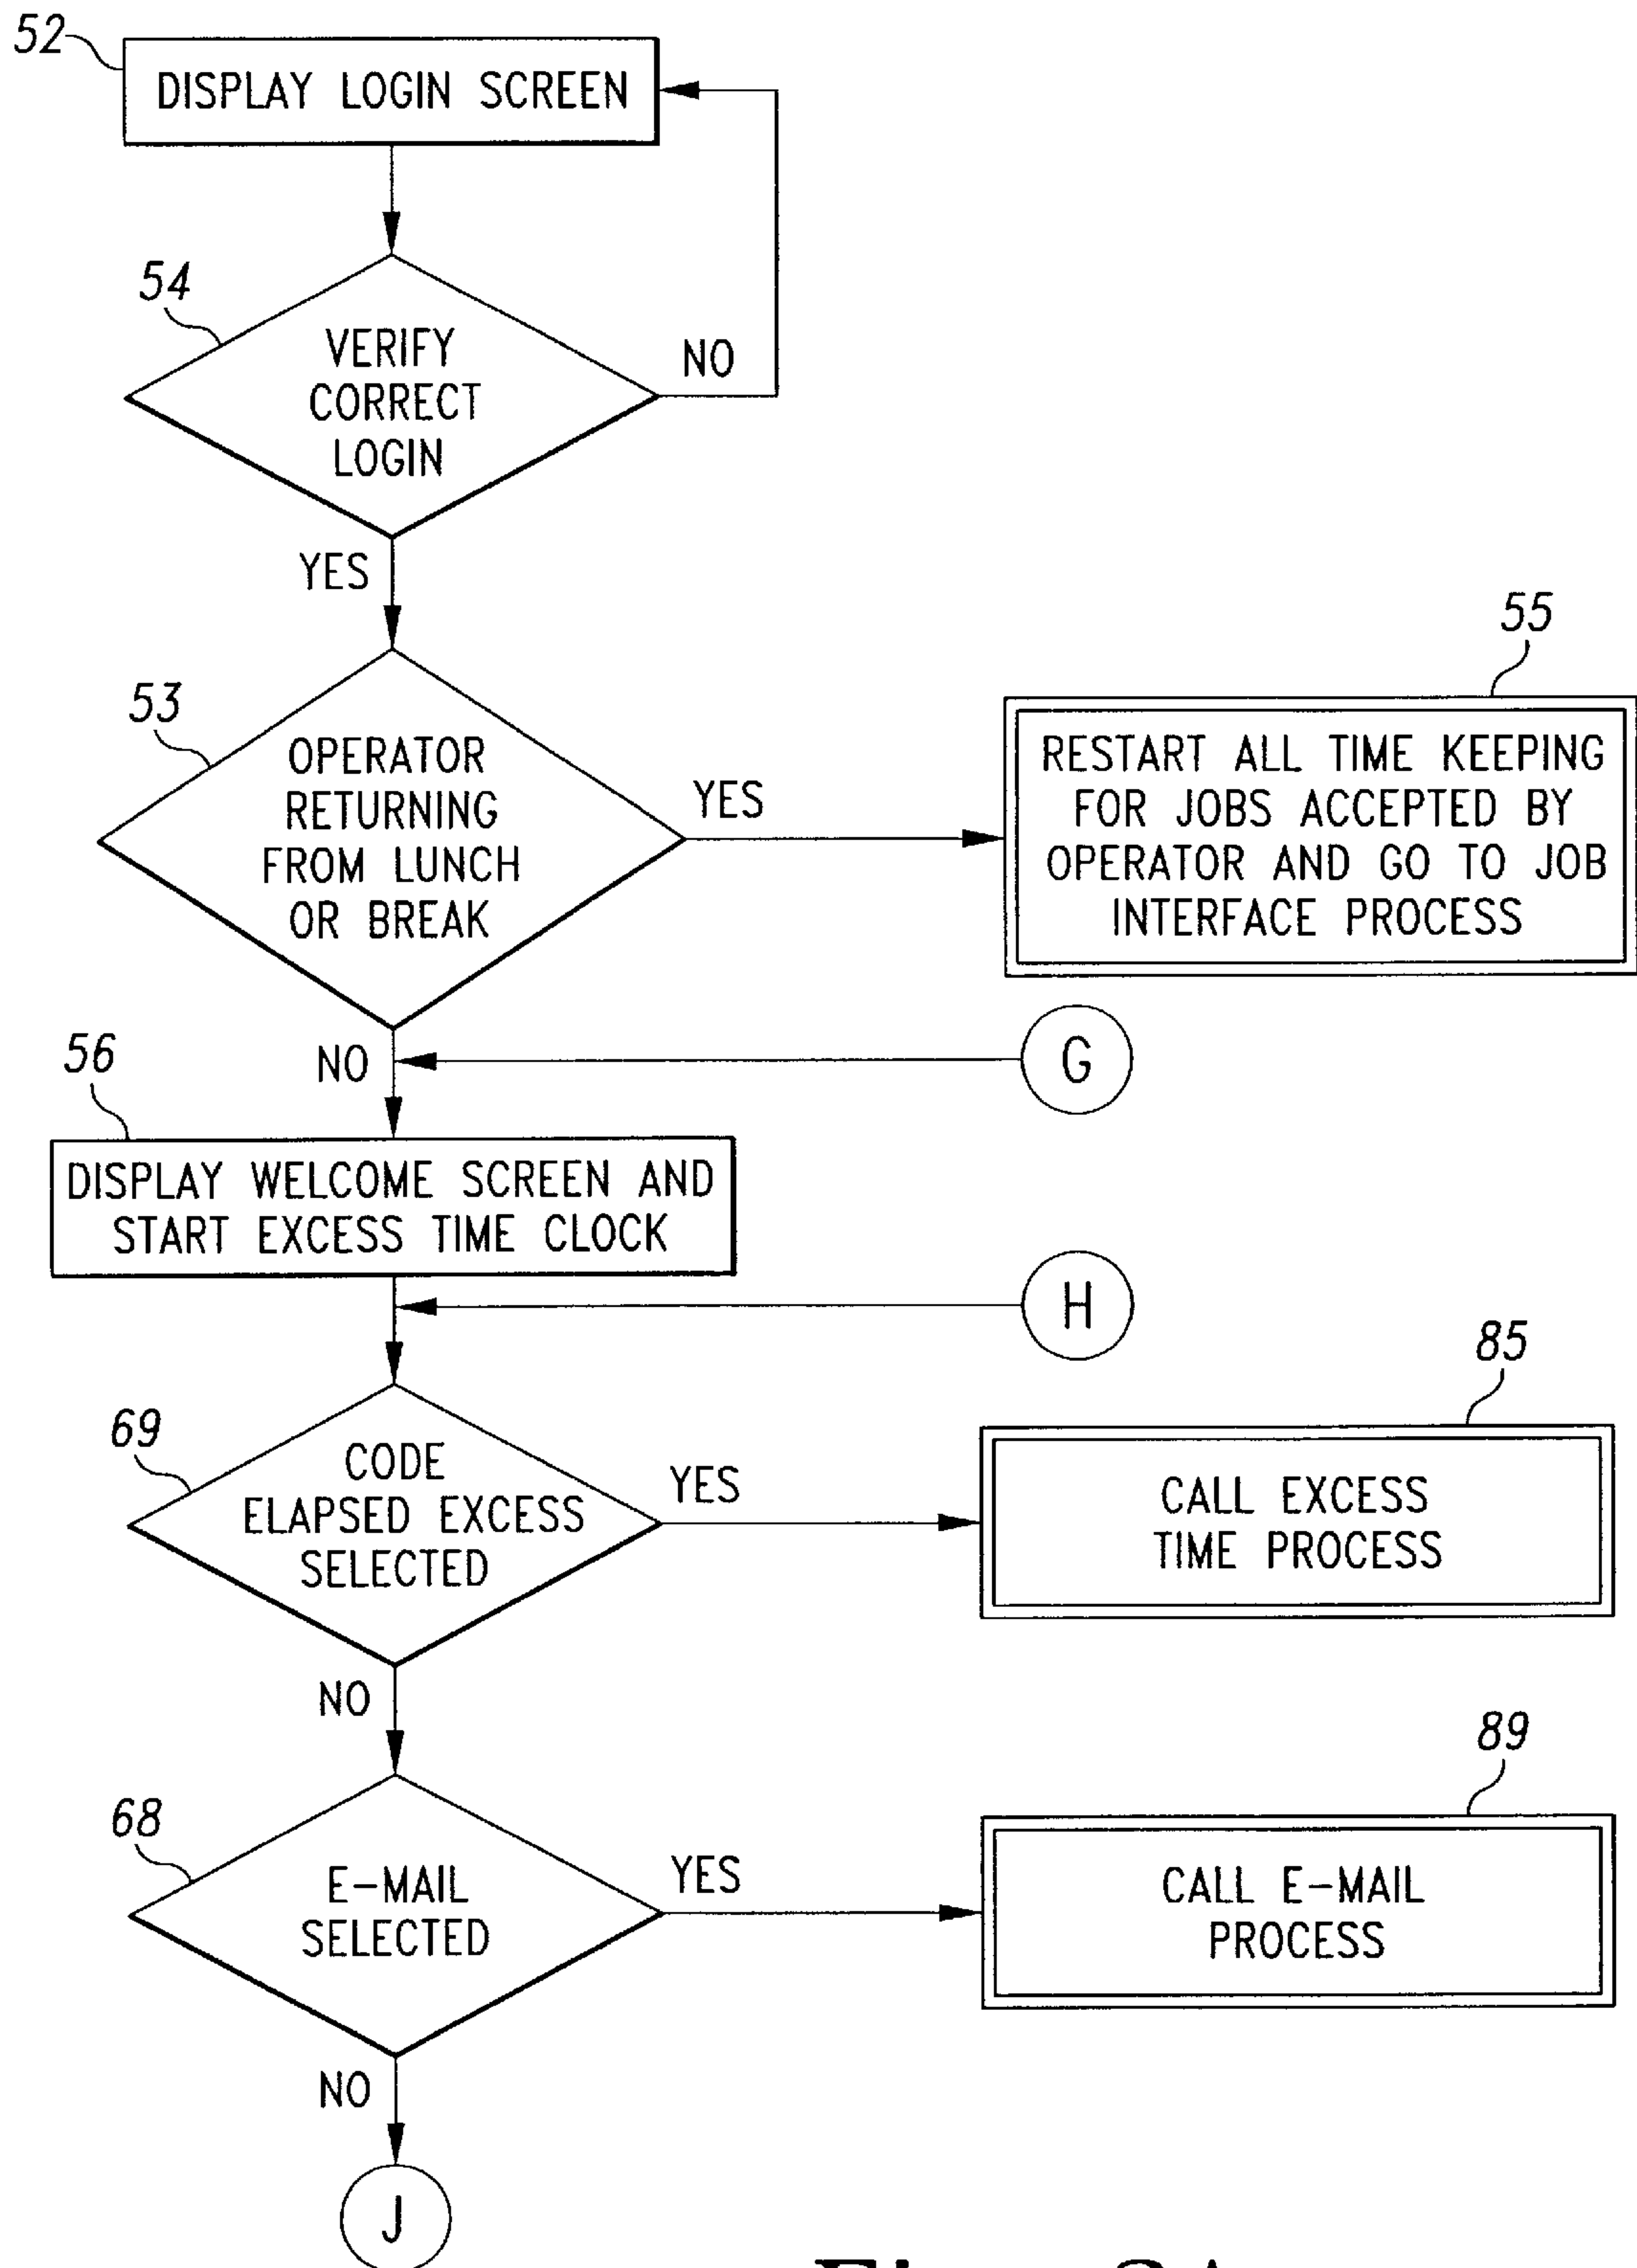 52
DISPLAY LOGIN SCREEN
54
VERIFY
CORRECT
LOGIN
NO
YES
53
OPERATOR
RETURNING
FROM LUNCH
OR BREAK
YES
55
RESTART ALL TIME KEEPING
FOR JOBS ACCEPTED BY
OPERATOR AND GO TO JOB
INTERFACE PROCESS
NO
G
56
DISPLAY WELCOME SCREEN AND
START EXCESS TIME CLOCK
H
69
CODE
ELAPSED EXCESS
SELECTED
YES
85
CALL EXCESS
TIME PROCESS
NO
68
E-MAIL
SELECTED
YES
89
CALL E-MAIL
PROCESS
NO
J